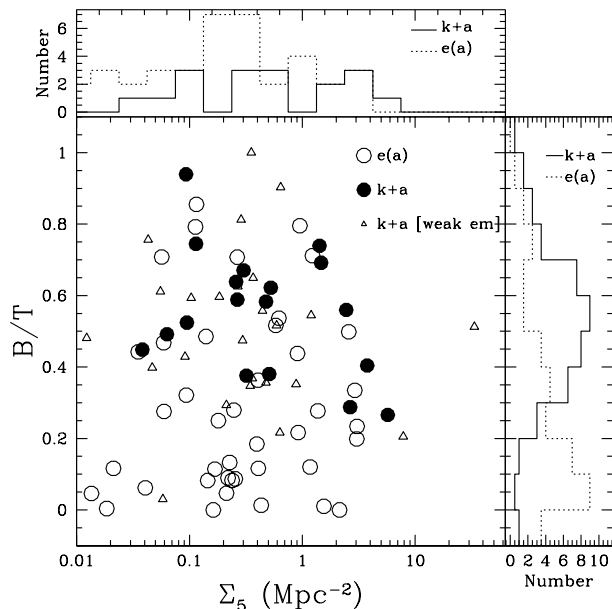 k+a
e(a)
Number
6
4
2
0
k+a
e(a)
e(a)
k+a
k+a [weak em]
B/T
1
0.8
0.6
0.4
0.2
0
0.01 0.1 1 10
Σ₅ (Mpc⁻²)
0 2 4 6 8 10
Number